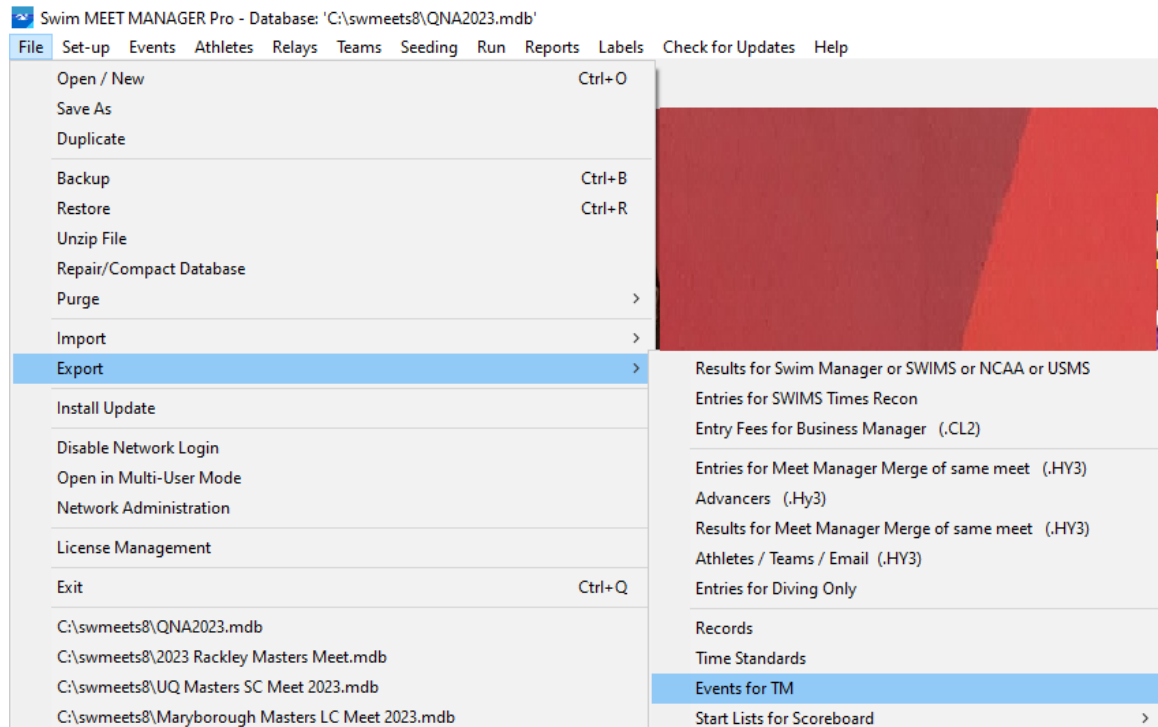 Swim MEET MANAGER Pro - Database: 'C:\swmeets8\QNA2023.mdb'
File Set-up Events Athletes Relays Teams Seeding Run Reports Labels Check for Updates Help
Open / New Ctrl+O
Save As
Duplicate
Backup Ctrl+B
Restore Ctrl+R
Unzip File
Repair/Compact Database
Purge
Import
Export
Install Update
Disable Network Login
Open in Multi-User Mode
Network Administration
License Management
Exit Ctrl+Q
C:\swmeets8\QNA2023.mdb
C:\swmeets8\2023 Rackley Masters Meet.mdb
C:\swmeets8\UQ Masters SC Meet 2023.mdb
C:\swmeets8\Maryborough Masters LC Meet 2023.mdb
Results for Swim Manager or SWIMS or NCAA or USMS
Entries for SWIMS Times Recon
Entry Fees for Business Manager (.CL2)
Entries for Meet Manager Merge of same meet (.HY3)
Advancers (.Hy3)
Results for Meet Manager Merge of same meet (.HY3)
Athletes / Teams / Email (.HY3)
Entries for Diving Only
Records
Time Standards
Events for TM
Start Lists for Scoreboard